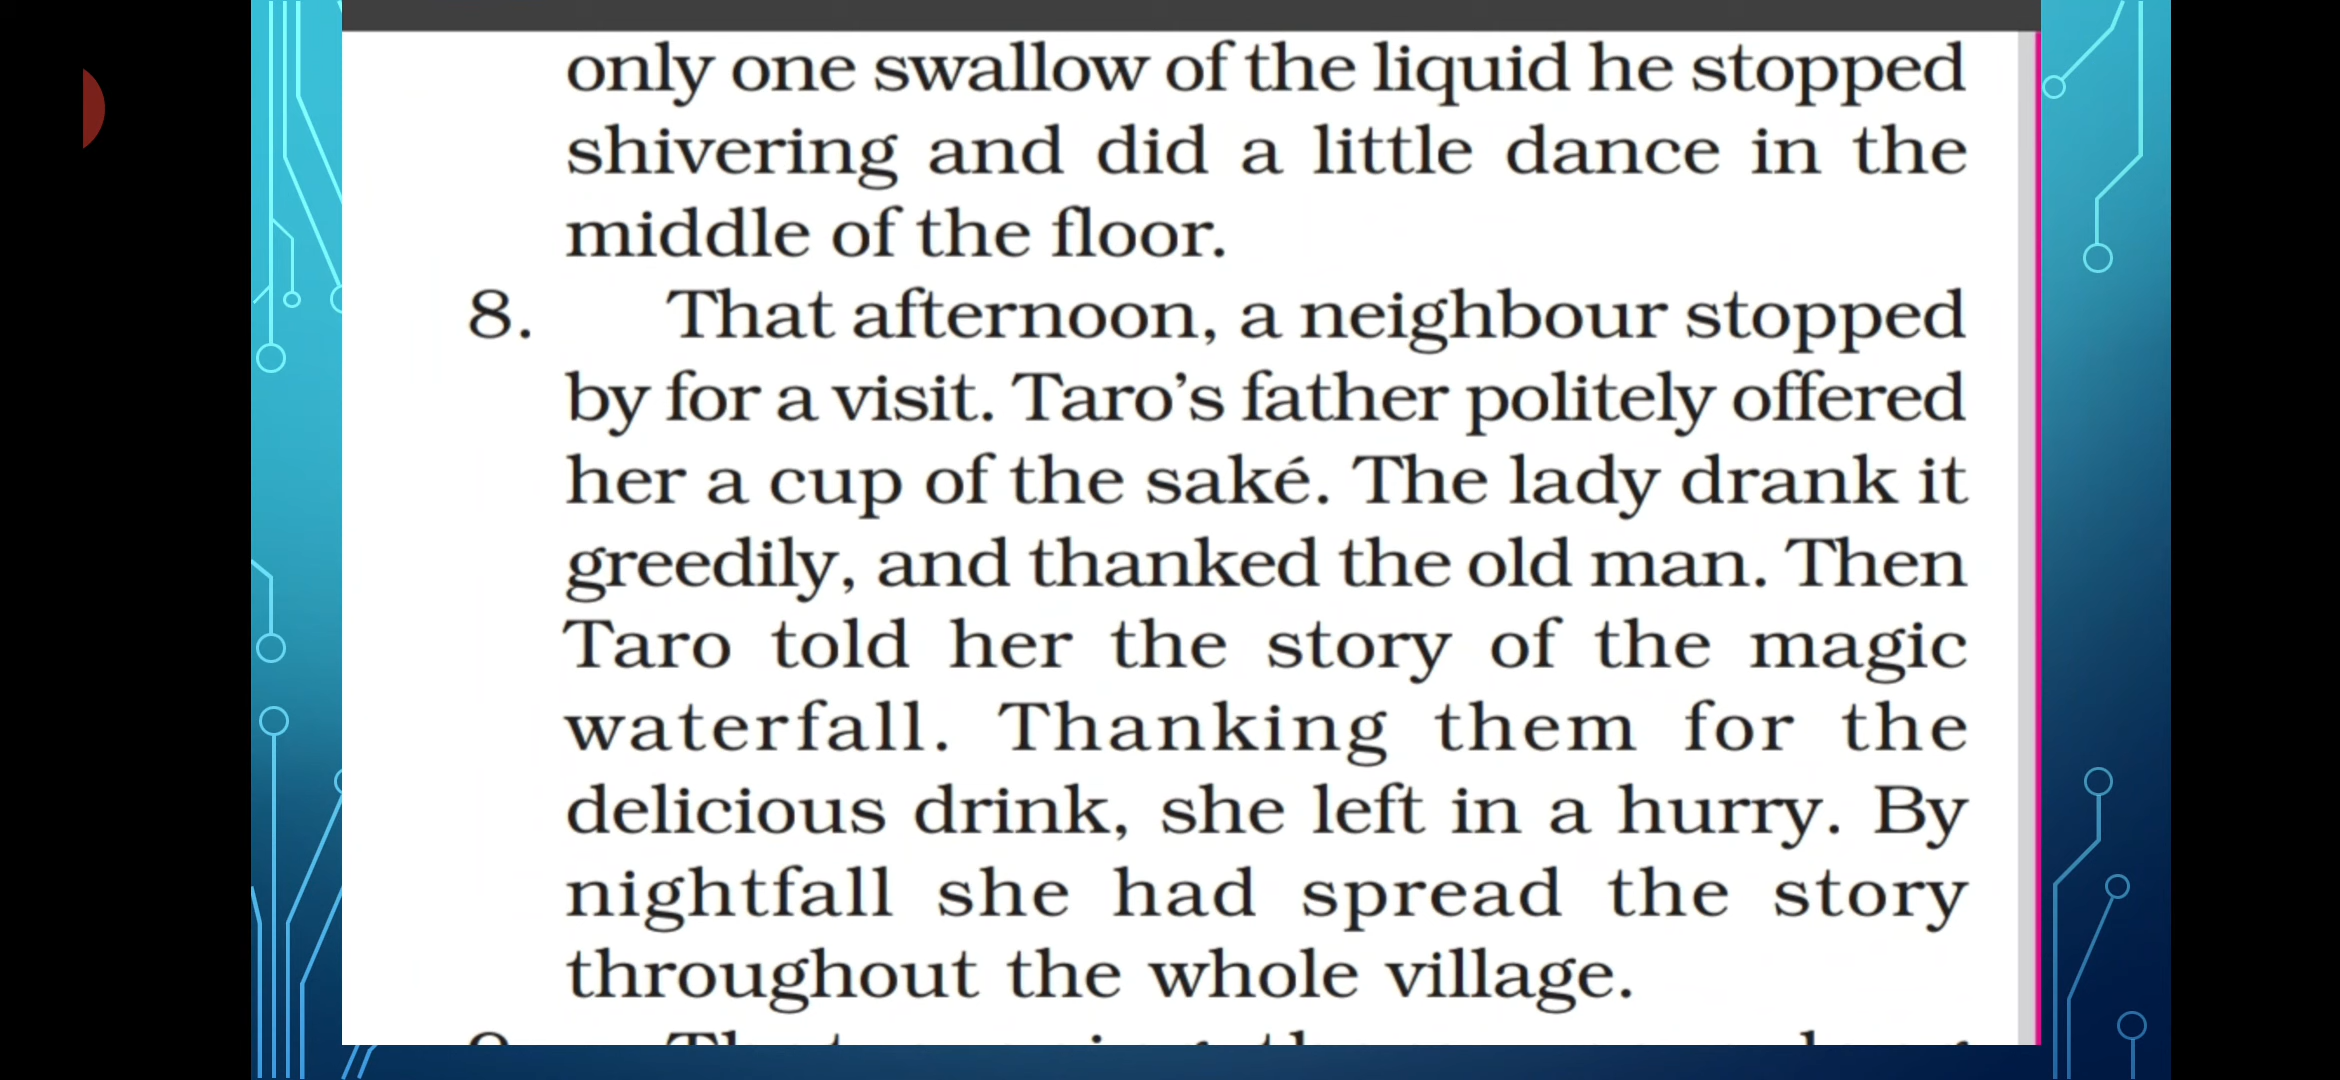 only one swallow of the liquid he stopped
shivering and did a little dance in the
middle of the floor.
8. That afternoon, a neighbour stopped
by for a visit. Taro’s father politely offered
her a cup of the saké. The lady drank it
greedily, and thanked the old man. Then
Taro told her the story of the magic
waterfall. Thanking them for the
delicious drink, she left in a hurry. By
nightfall she had spread the story
throughout the whole village.